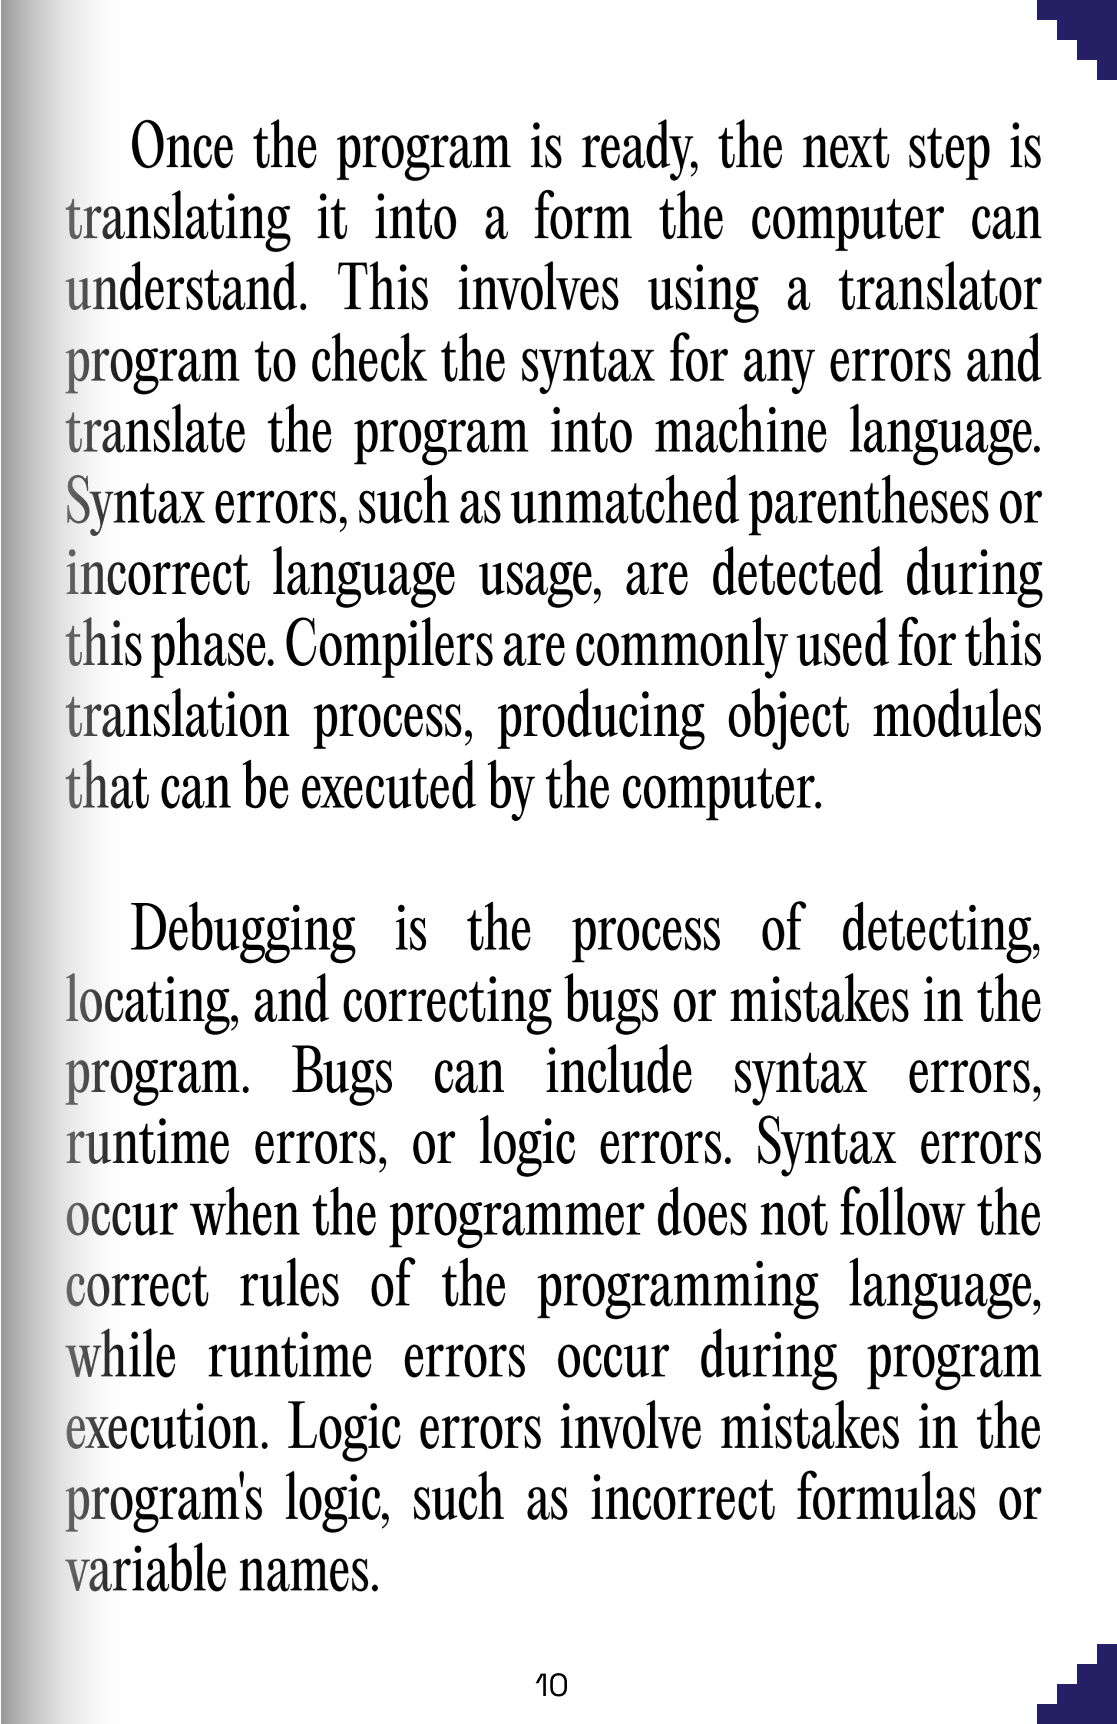 Once the program is ready, the next step is
translating it into a form the computer can
understand. This involves using a translator
program to check the syntax for any errors and
translate the program into machine language.
Syntax errors, such as unmatched parentheses or
incorrect language usage, are detected during
this phase. Compilers are commonly used for this
translation process, producing object modules
that can be executed by the computer.
Debugging is the process of detecting,
locating, and correcting bugs or mistakes in the
program. Bugs can include syntax errors,
runtime errors, or logic errors. Syntax errors
occur when the programmer does not follow the
correct rules of the programming language,
while runtime errors occur during program
execution. Logic errors involve mistakes in the
program's logic, such as incorrect formulas or
variable names.
10